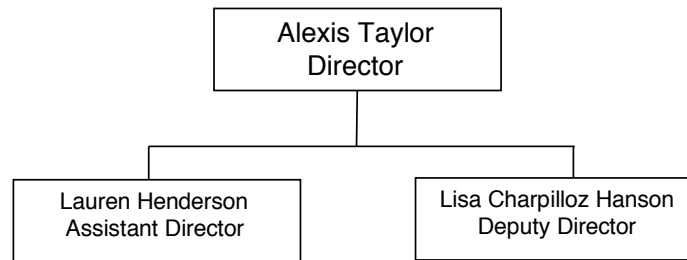 Alexis Taylor
Director
Lauren Henderson
Assistant Director
Lisa Charpilloz Hanson
Deputy Director